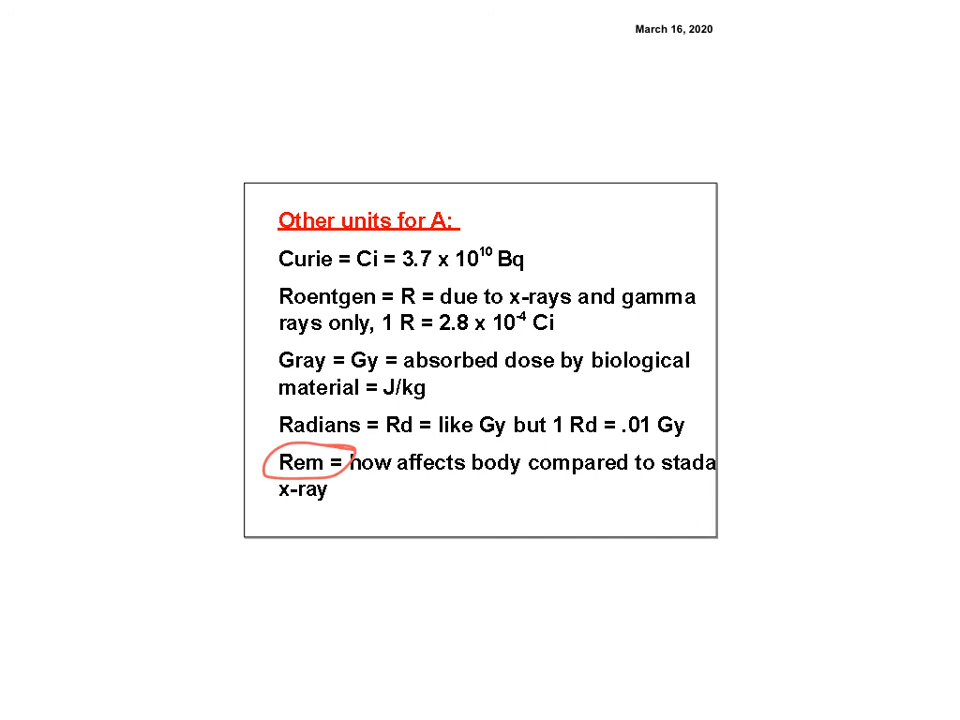 March 16, 2020
Other units for A:
Curie = Ci = 3.7 x 10¹⁰ Bq
Roentgen = R = due to x-rays and gamma
rays only, 1 R = 2.8 x 10⁻⁴ Ci
Gray = Gy = absorbed dose by biological
material = J/kg
Radians = Rd = like Gy but 1 Rd = .01 Gy
Rem = how affects body compared to stada
x-ray